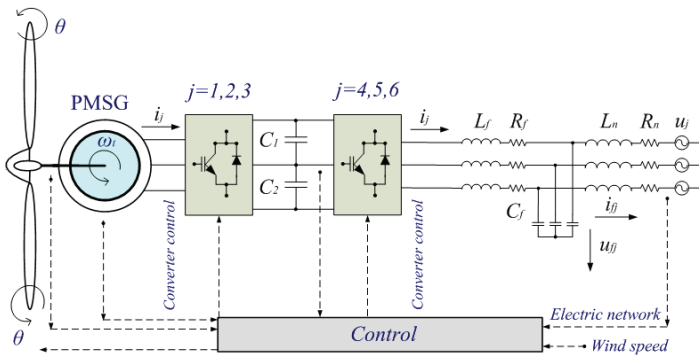 θ
PMSG
ωt
ij
j=1,2,3
C1
C2
j=4,5,6
ij
Lf
Rf
Ln
Rn
uj
Cf
ifj
ufj
Converter control
Converter control
Electric network
Wind speed
Control
θ